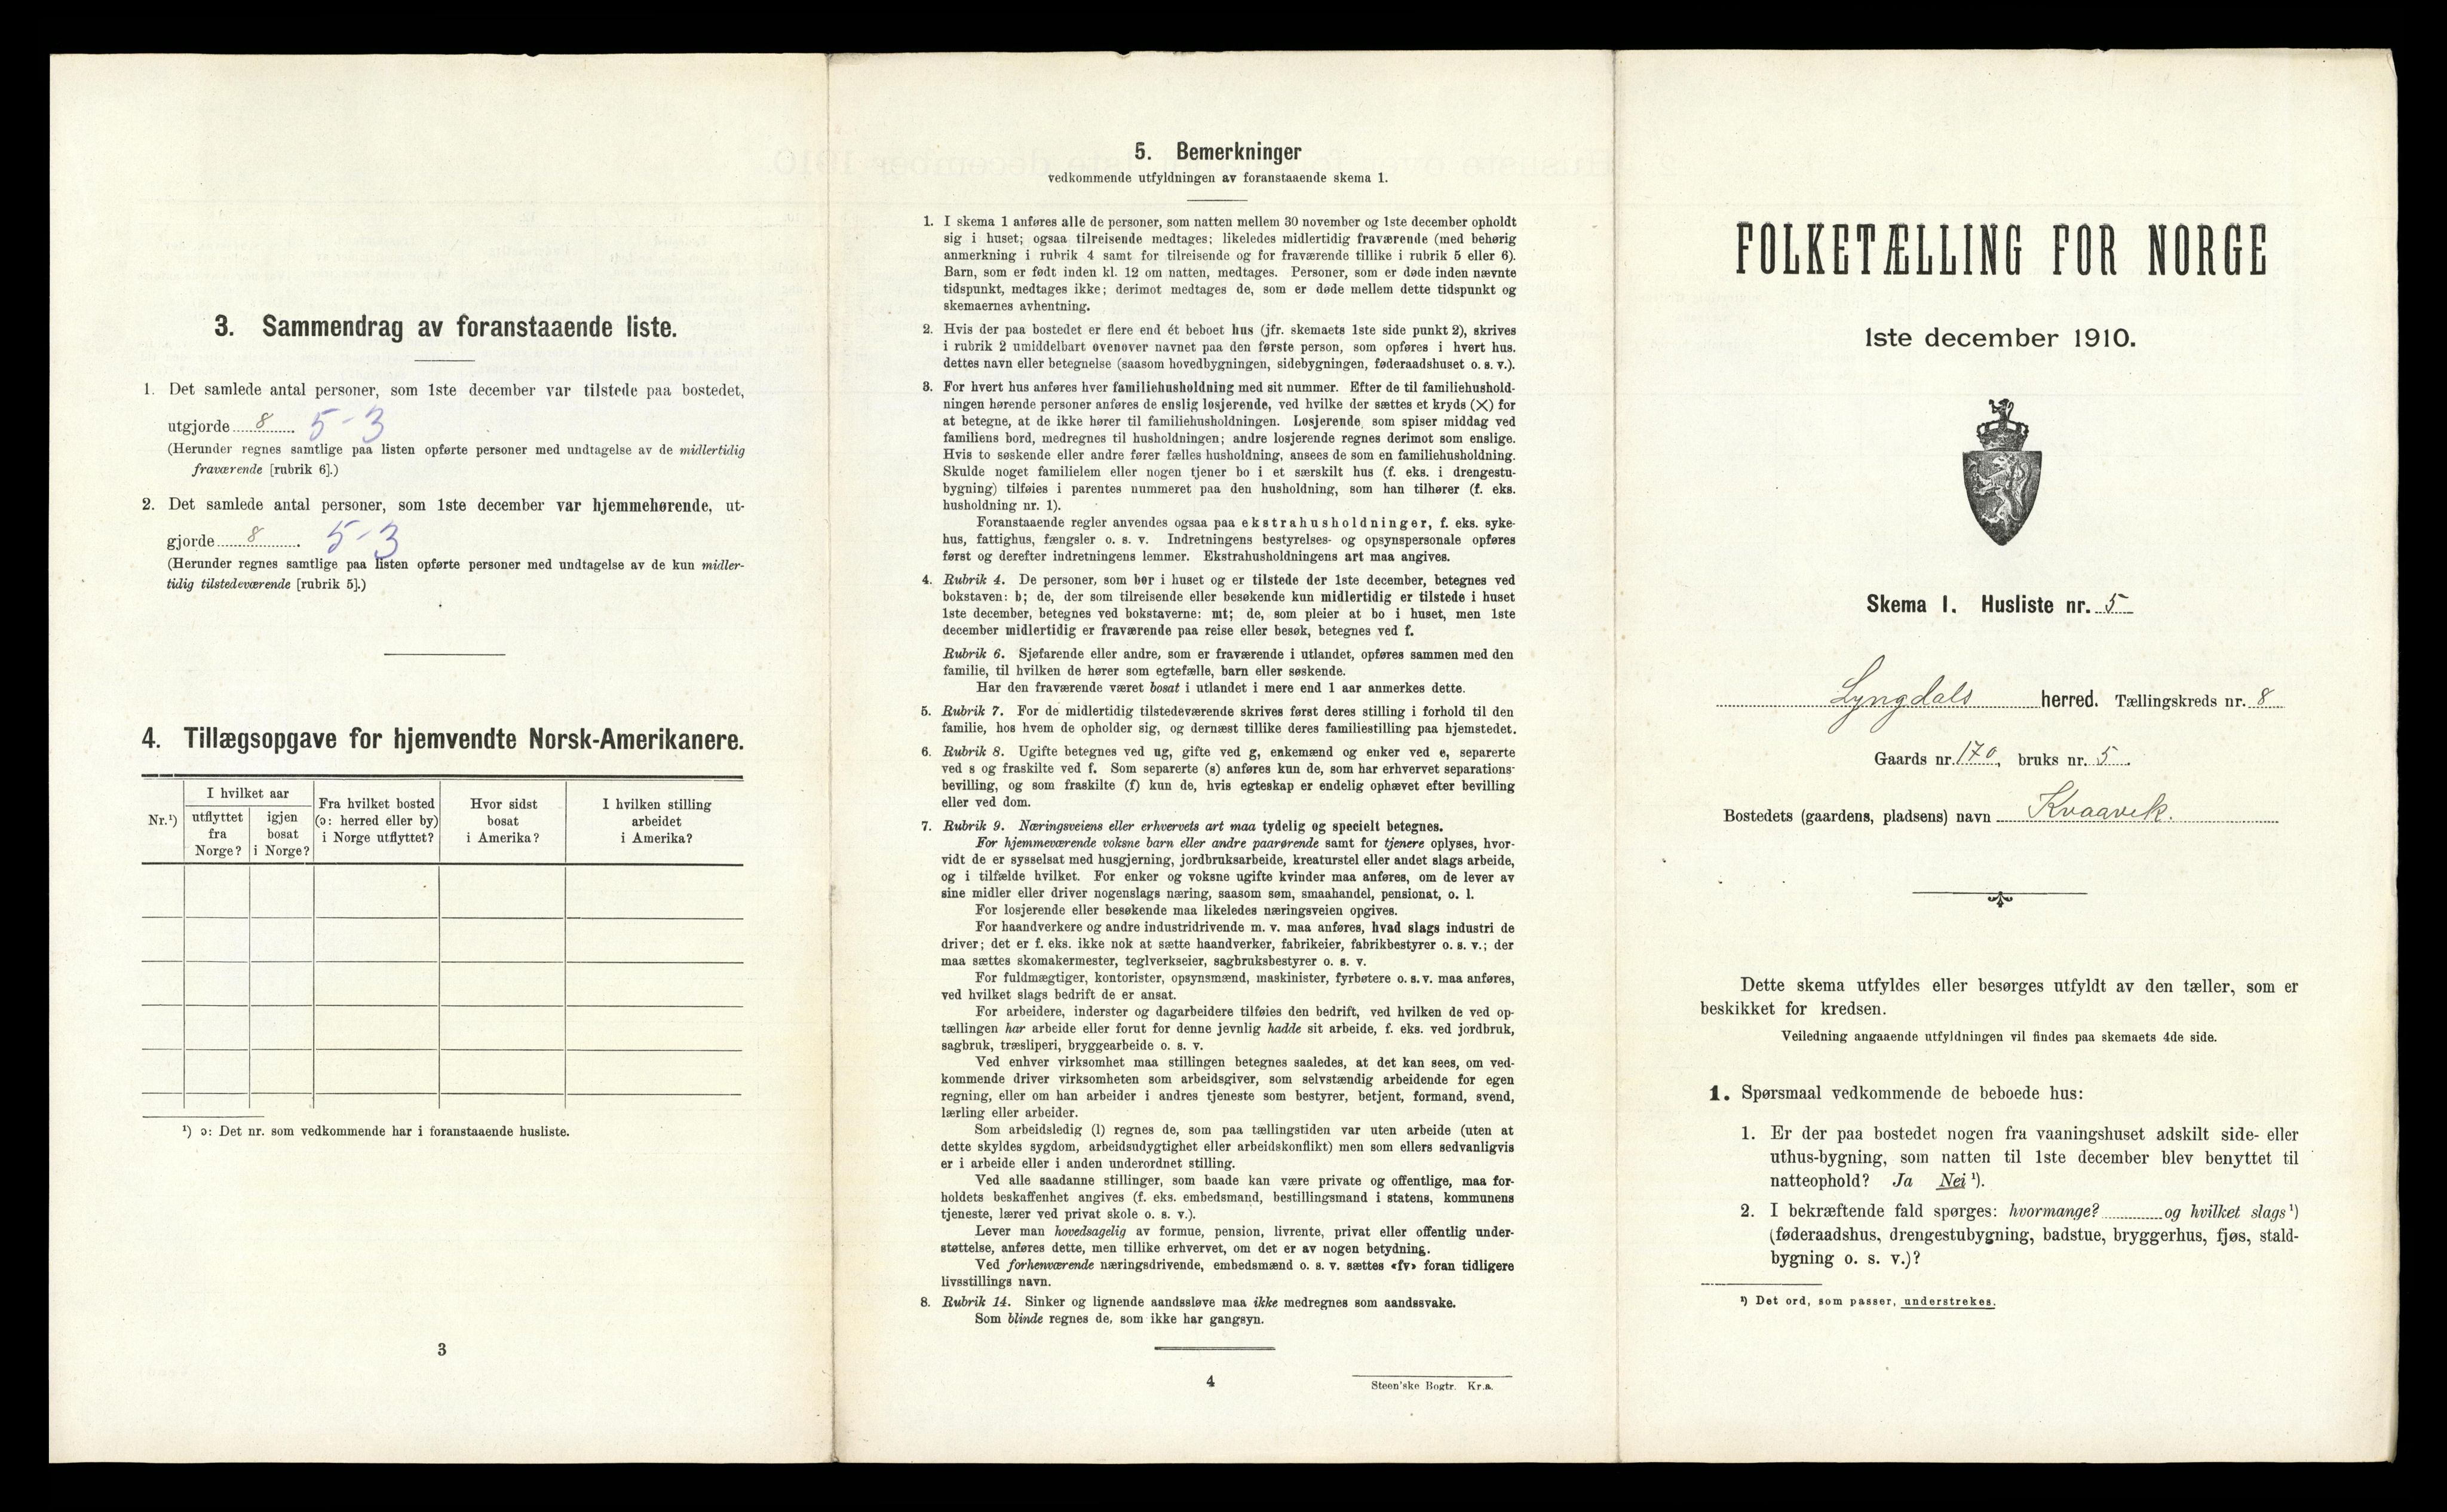 3. Sammendrag av foranstaaende liste.
1. Det samlede antal personer, som 1ste december var tilstede paa bostedet,
utgjorde 8. 5-3
(Herunder regnes samtlige paa listen opførte personer med undtagelse av de midlertidig
fraværende [rubrik 6].)
2. Det samlede antal personer, som 1ste december var hjemmehørende, ut-
gjorde 8. 5-3
(Herunder regnes samtlige paa listen opførte personer med undtagelse av de kun midler-
tidig tilstedeværende [rubrik 5].)
4. Tillægsopgave for hjemvendte Norsk-Amerikanere.
Nr.¹)
I hvilket aar
utflyttet
fra
Norge?
igjen
bosat
i Norge?
Fra hvilket bosted
(ɔ: herred eller by)
i Norge utflyttet?
Hvor sidst
bosat
i Amerika?
I hvilken stilling
arbeidet
i Amerika?
¹) ɔ: Det nr. som vedkommende har i foranstaaende husliste.
3
5. Bemerkninger
vedkommende utfyldningen av foranstaaende skema 1.
1. I skema 1 anføres alle de personer, som natten mellem 30 november og 1ste december opholdt
sig i huset; ogsaa tilreisende medtages; likeledes midlertidig fraværende (med behørig
anmerkning i rubrik 4 samt for tilreisende og for fraværende tillike i rubrik 5 eller 6).
Barn, som er født inden kl. 12 om natten, medtages. Personer, som er døde inden nævnte
tidspunkt, medtages ikke; derimot medtages de, som er døde mellem dette tidspunkt og
skemaernes avhentning.
2. Hvis der paa bostedet er flere end ét beboet hus (jfr. skemaets 1ste side punkt 2), skrives
i rubrik 2 umiddelbart ovenover navnet paa den første person, som opføres i hvert hus.
dettes navn eller betegnelse (saasom hovedbygningen, sidebygningen, føderaadshuset o. s. v.).
3. For hvert hus anføres hver familiehusholdning med sit nummer. Efter de til familiehushold-
ningen hørende personer anføres de enslig losjerende, ved hvilke der sættes et kryds (×) for
at betegne, at de ikke hører til familiehusholdningen. Losjerende som spiser middag ved
familiens bord, medregnes til husholdningen; andre losjerende regnes derimot som enslige.
Hvis to søskende eller andre fører fælles husholdning, ansees de som en familiehusholdning.
Skulde noget familielem eller nogen tjener bo i et særskilt hus (f. eks. i drengestu-
bygning) tilføies i parentes nummeret paa den husholdning, som han tilhører (f. eks.
husholdning nr. 1).
Foranstaaende regler anvendes ogsaa paa ekstrahusholdninger, f. eks. syke-
hus, fattighus, fængsler o. s. v. Indretningens bestyrelses- og opsynspersonale opføres
først og derefter indretningens lemmer. Ekstrahusholdningens art maa angives.
4. Rubrik 4. De personer, som bor i huset og er tilstede der 1ste december, betegnes ved
bokstaven: b; de, der som tilreisende eller besøkende kun midlertidig er tilstede i huset
1ste december, betegnes ved bokstaverne: mt; de, som pleier at bo i huset, men 1ste
december midlertidig er fraværende paa reise eller besøk, betegnes ved f.
Rubrik 6. Sjøfarende eller andre, som er fraværende i utlandet, opføres sammen med den
familie, til hvilken de hører som egtefælle, barn eller søskende.
Har den fraværende været bosat i utlandet i mere end 1 aar anmerkes dette.
5. Rubrik 7. For de midlertidig tilstedeværende skrives først deres stilling i forhold til den
familie, hos hvem de opholder sig, og dernæst tillike deres familiestilling paa hjemstedet.
6. Rubrik 8. Ugifte betegnes ved ug, gifte ved g, enkemænd og enker ved e, separerte
ved s og fraskilte ved f. Som separerte (s) anføres kun de, som har erhvervet separations-
bevilling, og som fraskilte (f) kun de, hvis egteskap er endelig ophævet efter bevilling
eller ved dom.
7. Rubrik 9. Næringsveiens eller erhvervets art maa tydelig og specielt betegnes.
For hjemmeværende voksne barn eller andre paarørende samt for tjenere oplyses, hvor-
vidt de er sysselsat med husgjerning, jordbruksarbeide, kreaturstel eller andet slags arbeide,
og i tilfælde hvilket. For enker og voksne ugifte kvinder maa anføres, om de lever av
sine midler eller driver nogenslags næring, saasom søm, smaahandel, pensionat, o. l.
For losjerende eller besøkende maa likeledes næringsveien opgives.
For haandverkere og andre industridrivende m. v. maa anføres, hvad slags industri de
driver; det er f. eks. ikke nok at sætte haandverker, fabrikeier, fabrikbestyrer o. s. v.; der
maa sættes skomakermester, teglverkseier, sagbruksbestyrer o. s. v.
For fuldmægtiger, kontorister, opsynsmænd, maskinister, fyrbøtere o. s. v. maa anføres,
ved hvilket slags bedrift de er ansat.
For arbeidere, inderster og dagarbeidere tilføies den bedrift, ved hvilken de ved op-
tællingen har arbeide eller forut for denne jevnlig hadde sit arbeide, f. eks. ved jordbruk,
sagbruk, træsliperi, bryggearbeide o. s. v.
Ved enhver virksomhet maa stillingen betegnes saaledes, at det kan sees, om ved-
kommende driver virksomheten som arbeidsgiver, som selvstændig arbeidende for egen
regning, eller om han arbeider i andres tjeneste som bestyrer, betjent, formand, svend,
lærling eller arbeider.
Som arbeidsledig (l) regnes de, som paa tællingstiden var uten arbeide (uten at
dette skyldes sygdom, arbeidsudygtighet eller arbeidskonflikt) men som ellers sedvanligvis
er i arbeide eller i anden underordnet stilling.
Ved alle saadanne stillinger, som baade kan være private og offentlige, maa for-
holdets beskaffenhet angives (f. eks. embedsmand, bestillingsmand i statens, kommunens
tjeneste, lærer ved privat skole o. s. v.).
Lever man hovedsagelig av formue, pension, livrente, privat eller offentlig under-
støttelse, anføres dette, men tillike erhvervet, om det er av nogen betydning.
Ved forhenværende næringsdrivende, embedsmænd o. s. v. sættes «fv» foran tidligere
livsstillings navn.
8. Rubrik 14. Sinker og lignende aandssløve maa ikke medregnes som aandssvake.
Som blinde regnes de, som ikke har gangsyn.
4
Steen'ske Bogtr. Kr.a.
FOLKETÆLLING FOR NORGE
1ste december 1910.
Skema 1. Husliste nr. 5
Lyngdals herred. Tællingskreds nr. 8
Gaards nr. 170, bruks nr. 5.
Bostedets (gaardens, pladsens) navn Kvaavik.
Dette skema utfyldes eller besørges utfyldt av den tæller, som er
beskikket for kredsen.
Veiledning angaaende utfyldningen vil findes paa skemaets 4de side.
1. Spørsmaal vedkommende de beboede hus:
1. Er der paa bostedet nogen fra vaaningshuset adskilt side- eller
uthus-bygning, som natten til 1ste december blev benyttet til
natteophold? Ja Nei ¹).
2. I bekræftende fald spørges: hvormange? og hvilket slags ¹)
(føderaadshus, drengestubygning, badstue, bryggerhus, fjøs, stald-
bygning o. s. v.)?
¹) Det ord, som passer, understrekes.